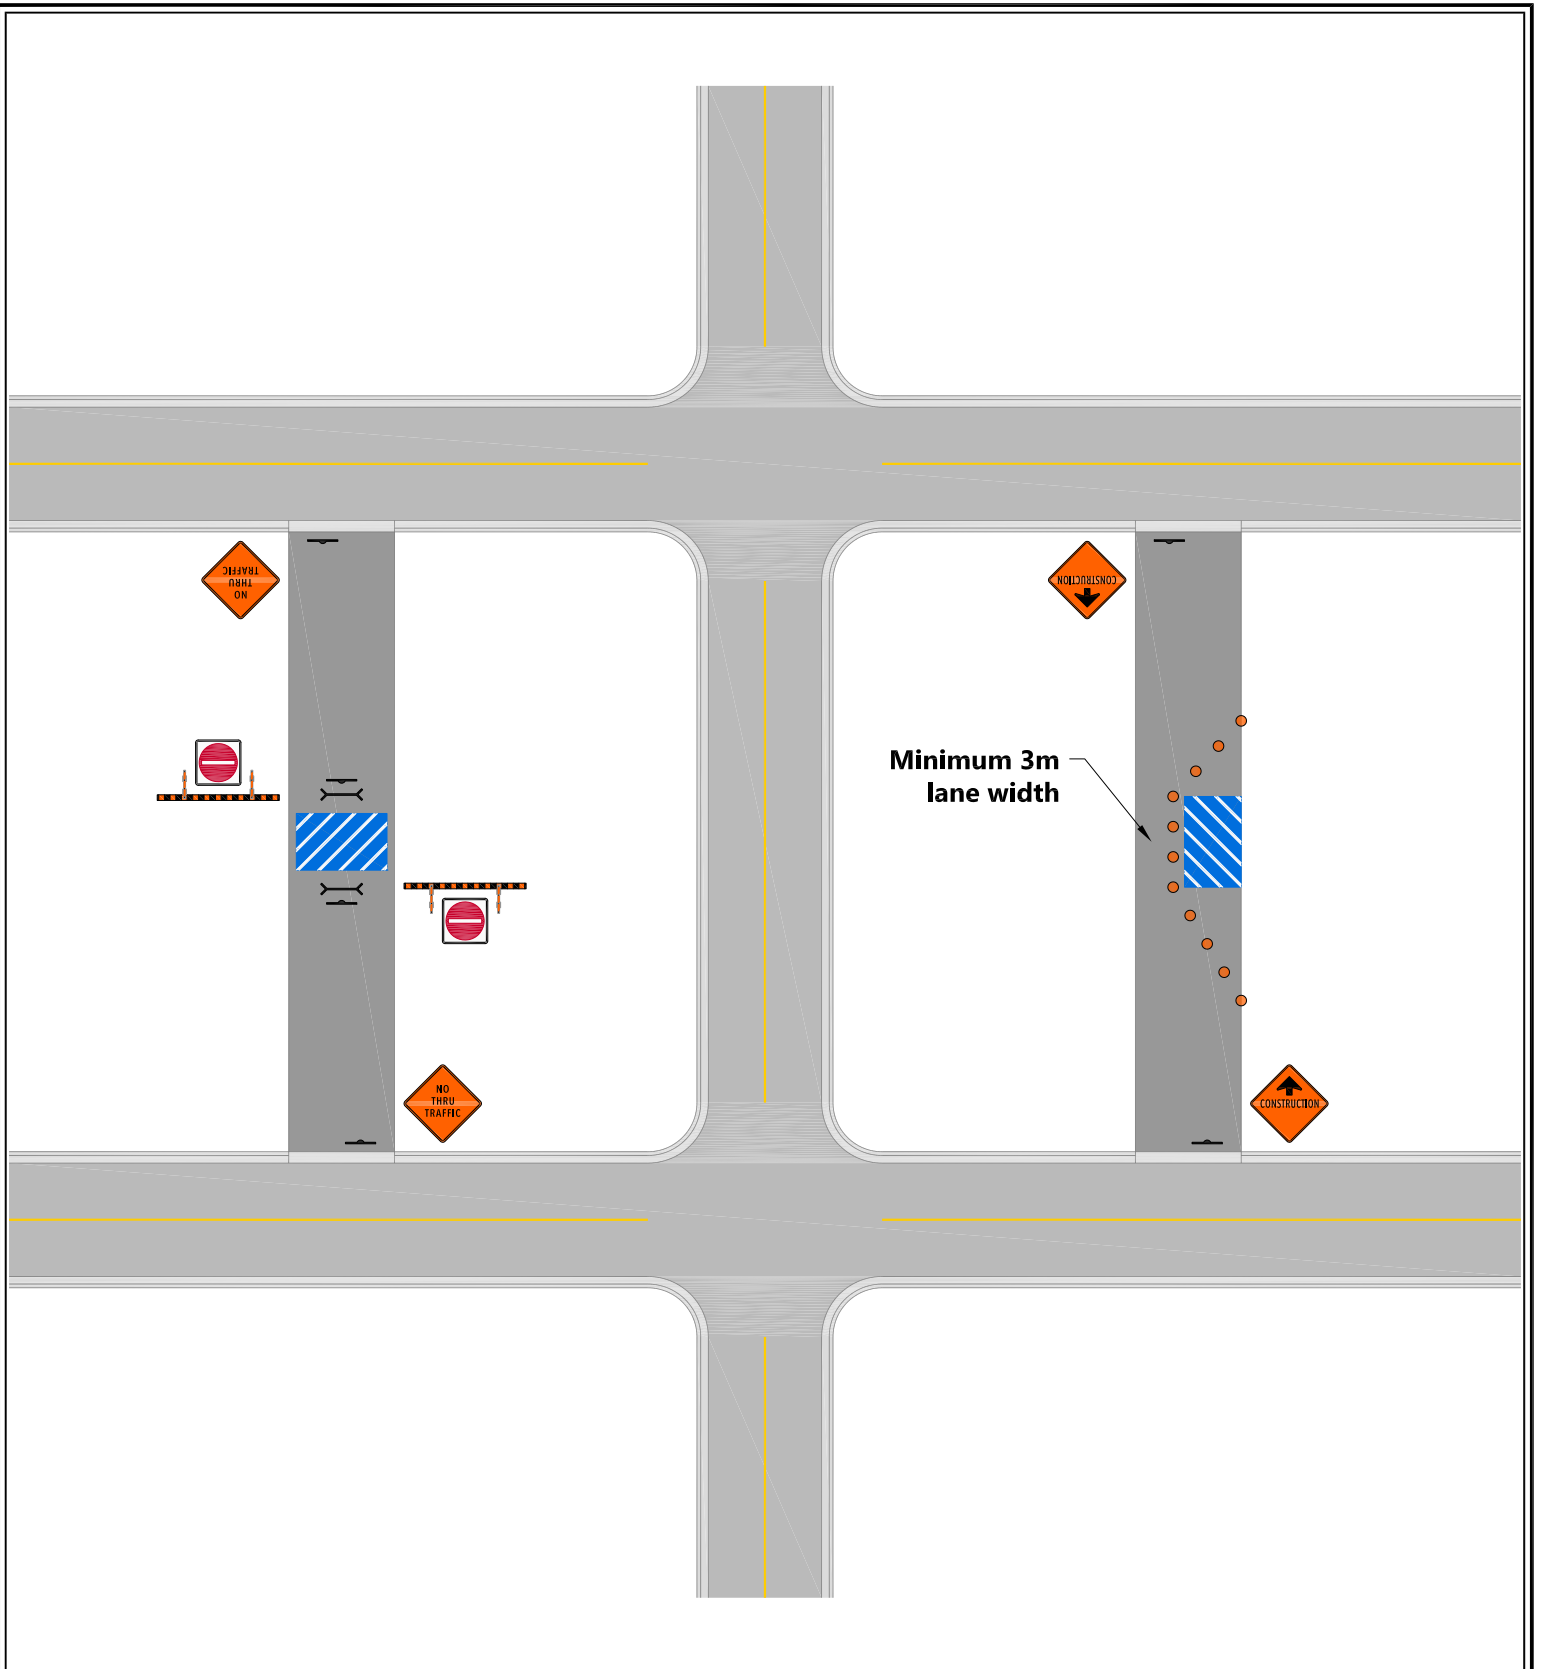 NO
THRU
TRAFFIC
CONSTRUCTION
Minimum 3m
lane width
NO
THRU
TRAFFIC
CONSTRUCTION